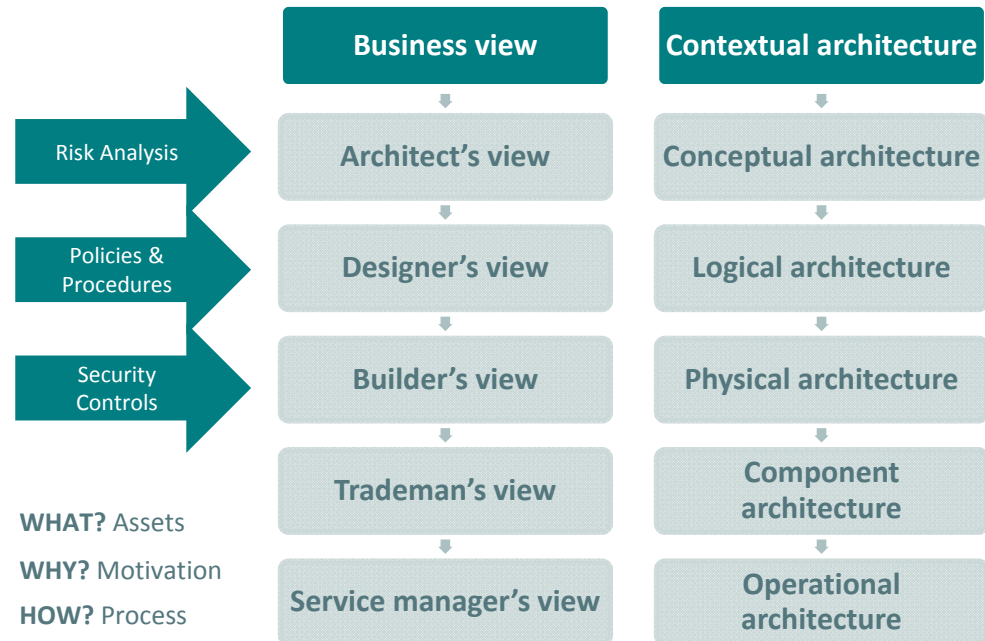 Business view
Contextual architecture
Risk Analysis
Architect's view
Conceptual architecture
Policies &
Procedures
Designer's view
Logical architecture
Security
Controls
Builder's view
Physical architecture
Trademan's view
Component
architecture
WHAT? Assets
WHY? Motivation
HOW? Process
Service manager's view
Operational
architecture